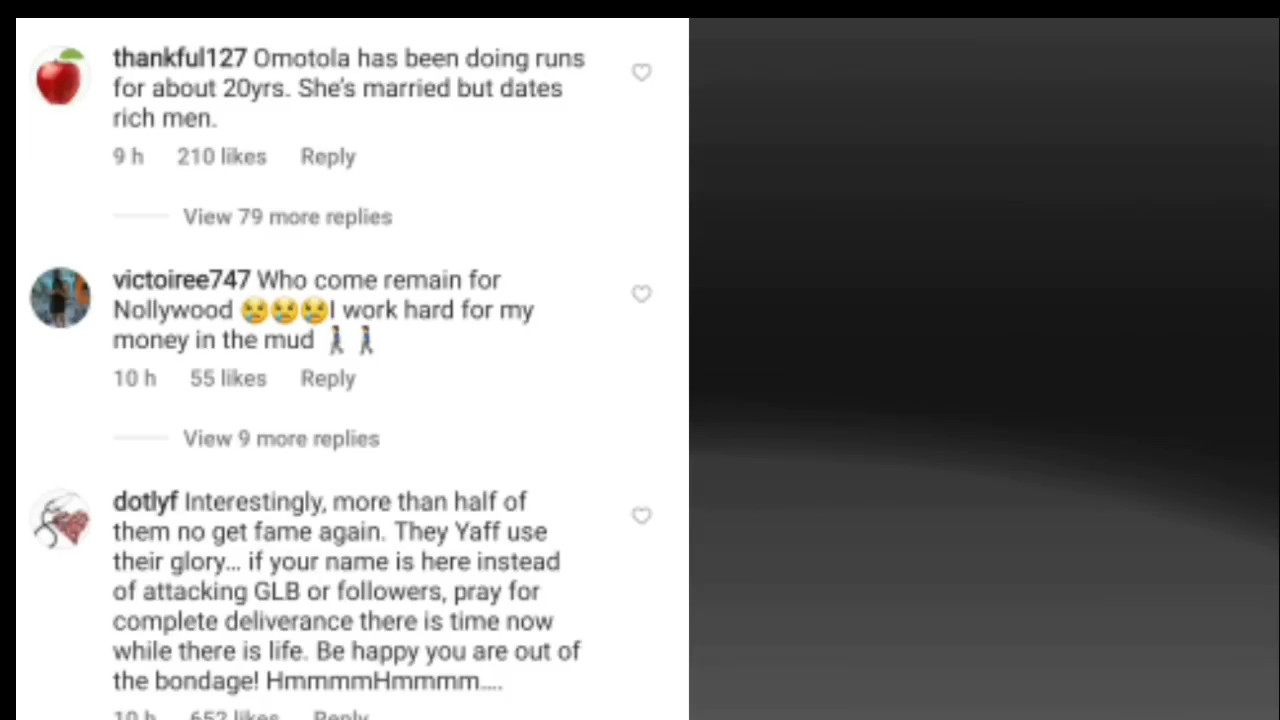 thankful127 Omotola has been doing runs
for about 20yrs. She's married but dates
rich men.
9 h 210 likes Reply
View 79 more replies
victoiree747 Who come remain for
Nollywood 😢😢😢I work hard for my
money in the mud 🚶🚶
10 h 55 likes Reply
View 9 more replies
dotlyf Interestingly, more than half of
them no get fame again. They Yaff use
their glory... if your name is here instead
of attacking GLB or followers, pray for
complete deliverance there is time now
while there is life. Be happy you are out of
the bondage! HmmmmHmmmm....
10 h 652 likes Reply